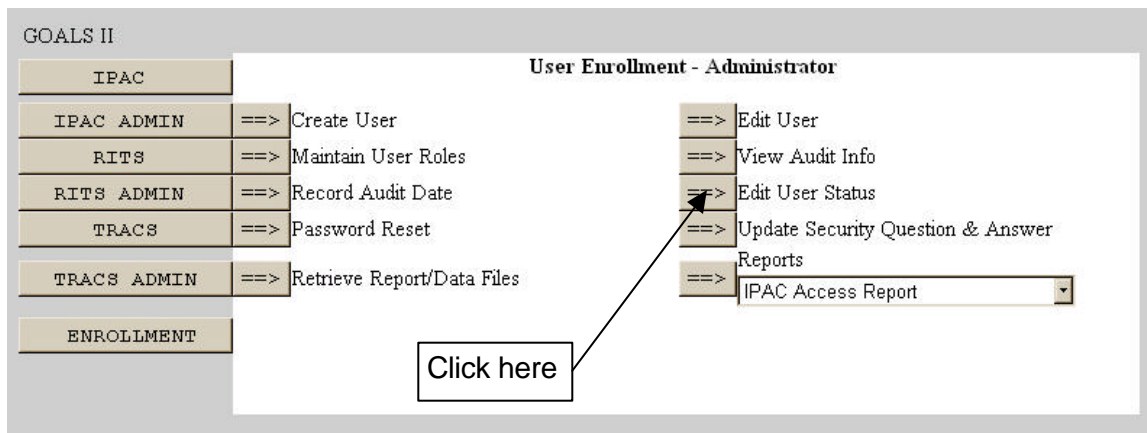 GOALS II
User Enrollment - Administrator
IPAC
IPAC ADMIN ==> Create User ==> Edit User
RITS ==> Maintain User Roles ==> View Audit Info
RITS ADMIN ==> Record Audit Date ==> Edit User Status
TRACS ==> Password Reset ==> Update Security Question & Answer
Reports
TRACS ADMIN ==> Retrieve Report/Data Files ==> IPAC Access Report
ENROLLMENT
Click here